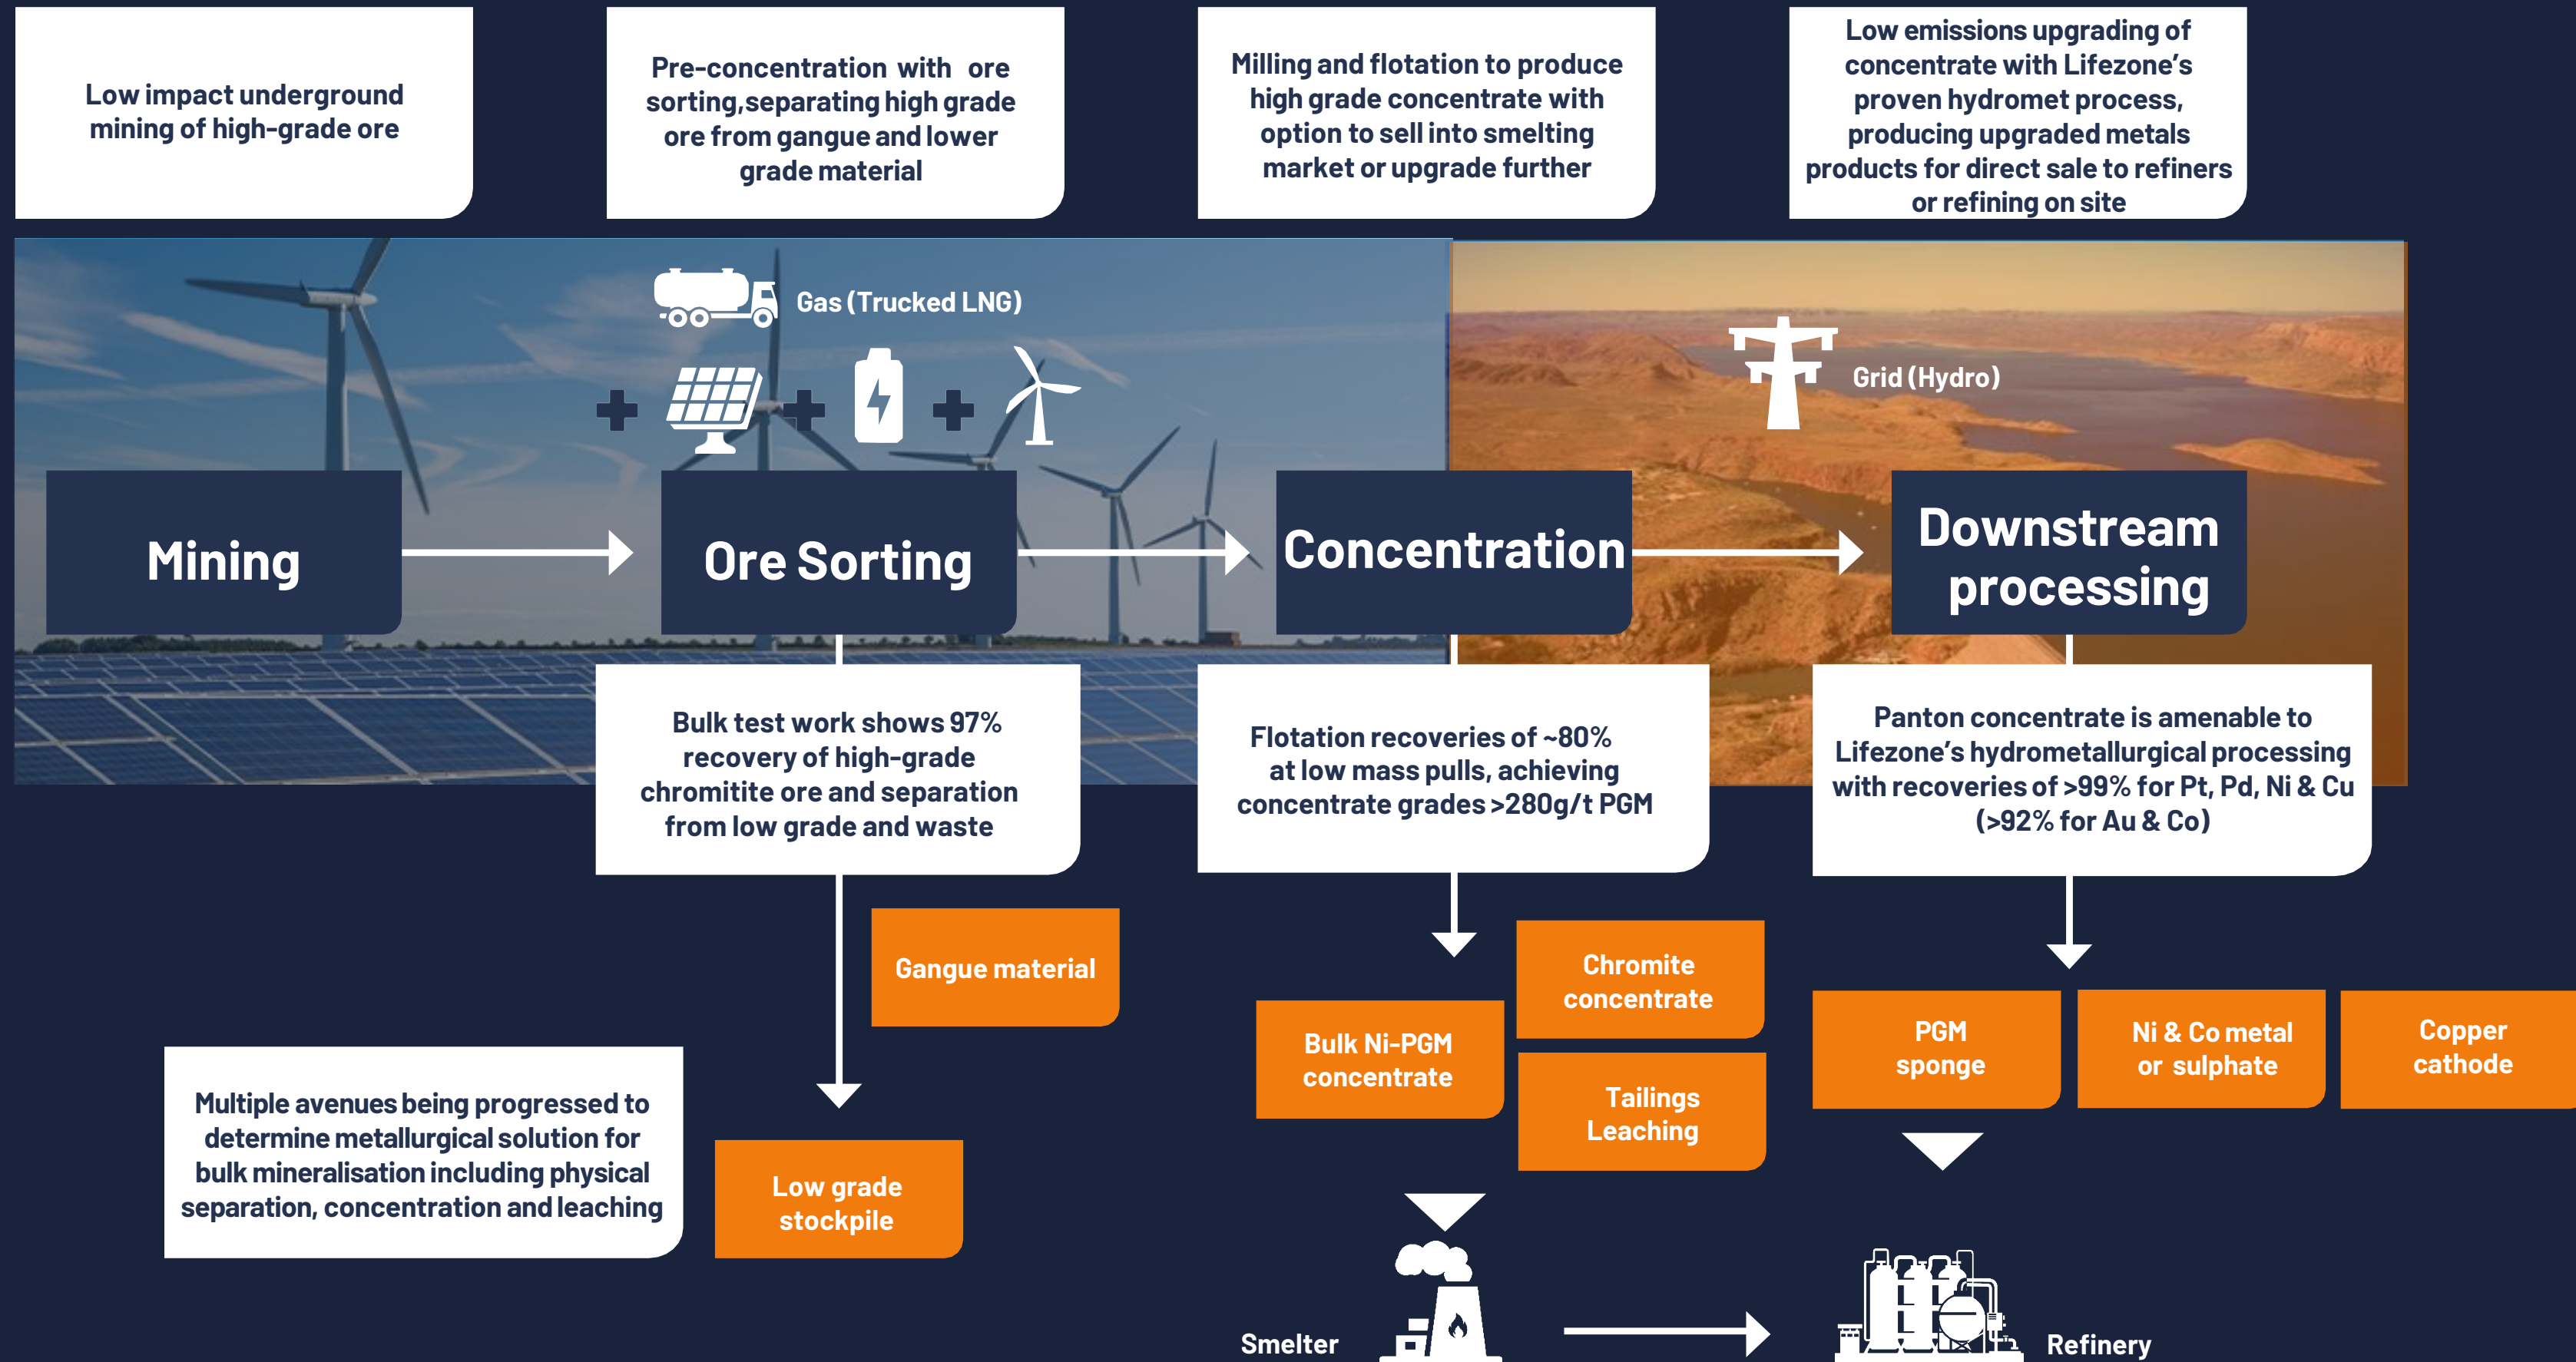 Low impact underground
mining of high-grade ore
Pre-concentration with ore
sorting,separating high grade
ore from gangue and lower
grade material
Milling and flotation to produce
high grade concentrate with
option to sell into smelting
market or upgrade further
Low emissions upgrading of
concentrate with Lifezone's
proven hydromet process,
producing upgraded metals
products for direct sale to refiners
or refining on site
Gas (Trucked LNG)
Grid (Hydro)
Mining
Ore Sorting
Concentration
Downstream
processing
Bulk test work shows 97%
recovery of high-grade
chromitite ore and separation
from low grade and waste
Flotation recoveries of ~80%
at low mass pulls, achieving
concentrate grades >280g/t PGM
Panton concentrate is amenable to
Lifezone's hydrometallurgical processing
with recoveries of >99% for Pt, Pd, Ni & Cu
(>92% for Au & Co)
Gangue material
Chromite
concentrate
Bulk Ni-PGM
concentrate
Tailings
Leaching
PGM
sponge
Ni & Co metal
or sulphate
Copper
cathode
Multiple avenues being progressed to
determine metallurgical solution for
bulk mineralisation including physical
separation, concentration and leaching
Low grade
stockpile
Smelter
Refinery